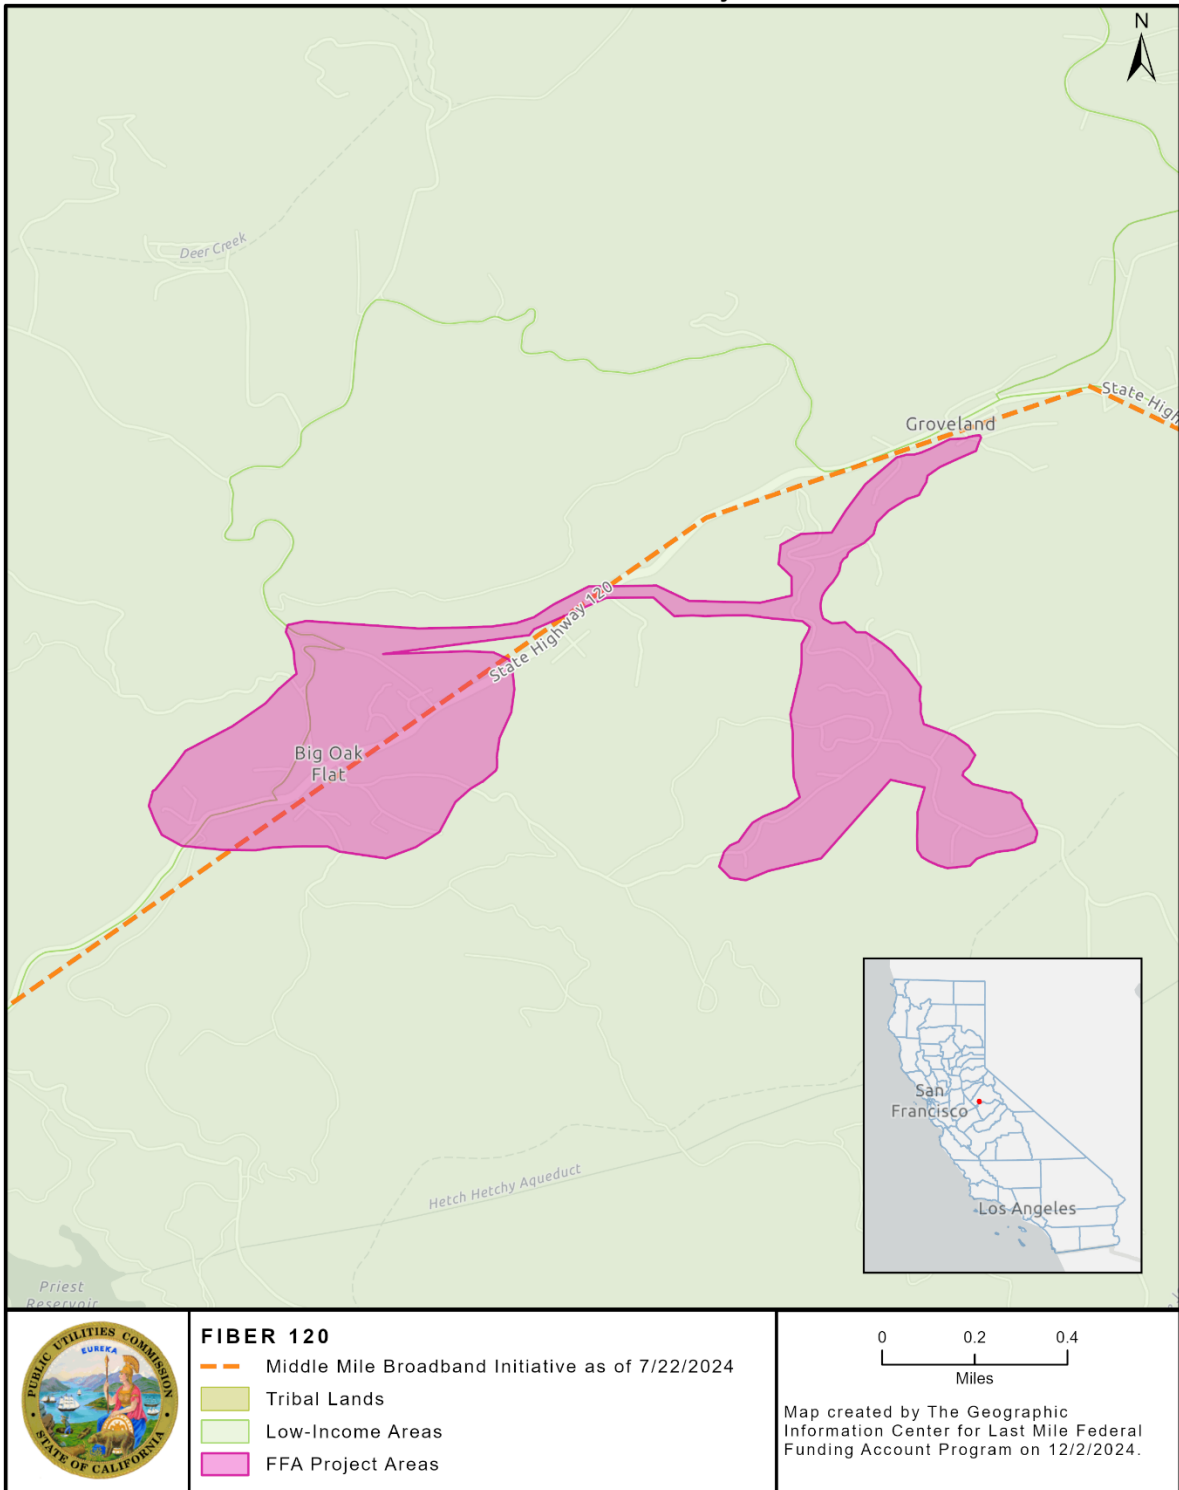 N
Deer Creek
State High
Groveland
State Highway 120
Big Oak
Flat
San
Francisco
Los Angeles
Hetch Hetchy Aqueduct
Priest
Reservoir
PUBLIC UTILITIES COMMISSION
EUREKA
STATE OF CALIFORNIA
FIBER 120
Middle Mile Broadband Initiative as of 7/22/2024
Tribal Lands
Low-Income Areas
FFA Project Areas
0 0.2 0.4
Miles
Map created by The Geographic
Information Center for Last Mile Federal
Funding Account Program on 12/2/2024.